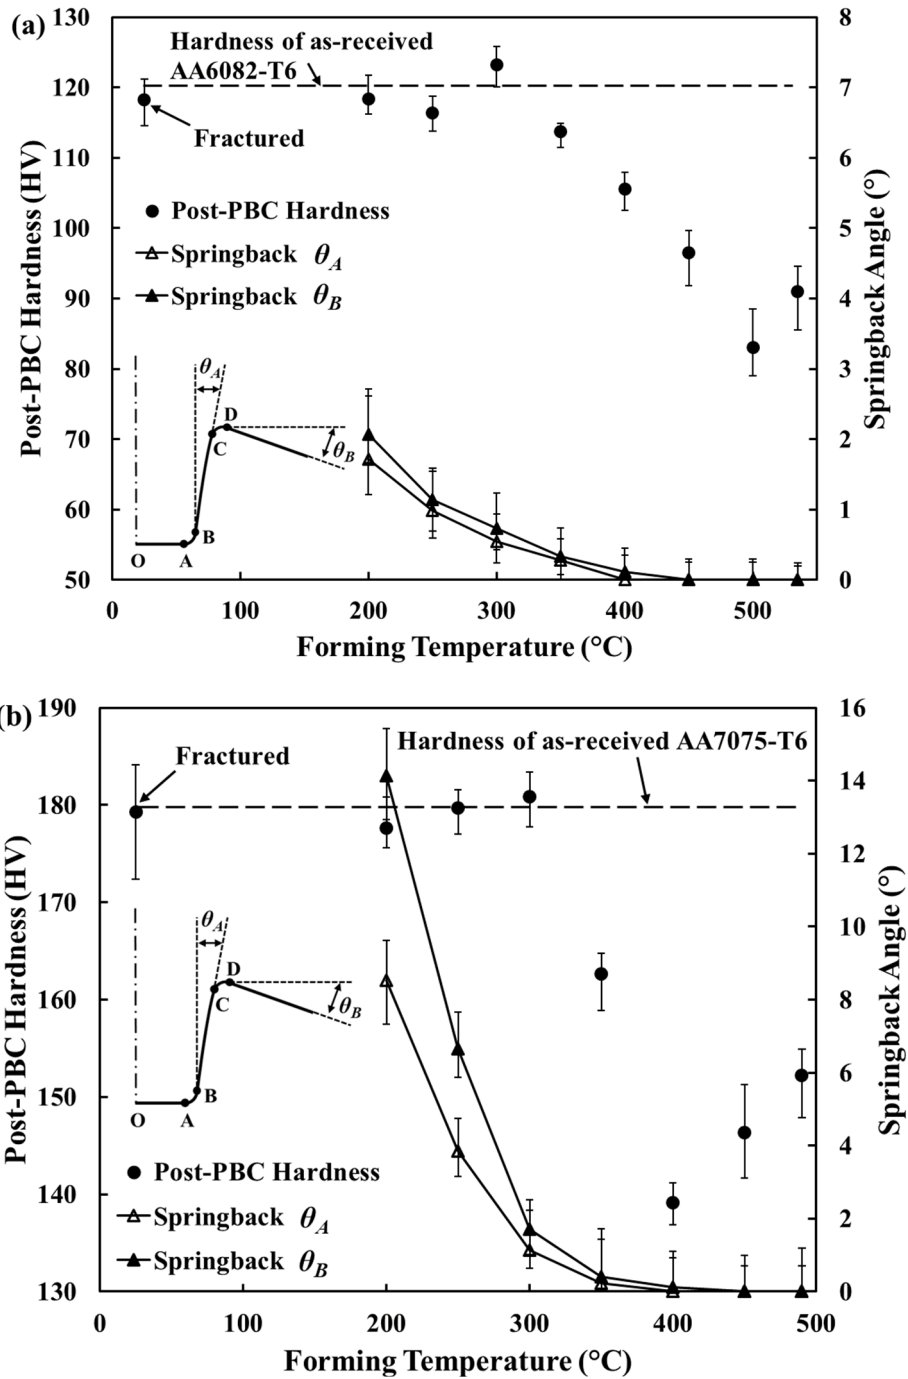 (a)
130
120
110
100
90
80
70
60
50
Post-PBC Hardness (HV)
8
7
6
5
4
3
2
1
0
Springback Angle (°)
Hardness of as-received
AA6082-T6
Fractured
Post-PBC Hardness
Springback θA
Springback θB
θA
D
C
θB
B
O
A
0
100
200
300
400
500
Forming Temperature (°C)
(b)
190
180
170
160
150
140
130
Post-PBC Hardness (HV)
16
14
12
10
8
6
4
2
0
Springback Angle (°)
Fractured
Hardness of as-received AA7075-T6
θA
D
C
θB
B
O
A
Post-PBC Hardness
Springback θA
Springback θB
0
100
200
300
400
500
Forming Temperature (°C)